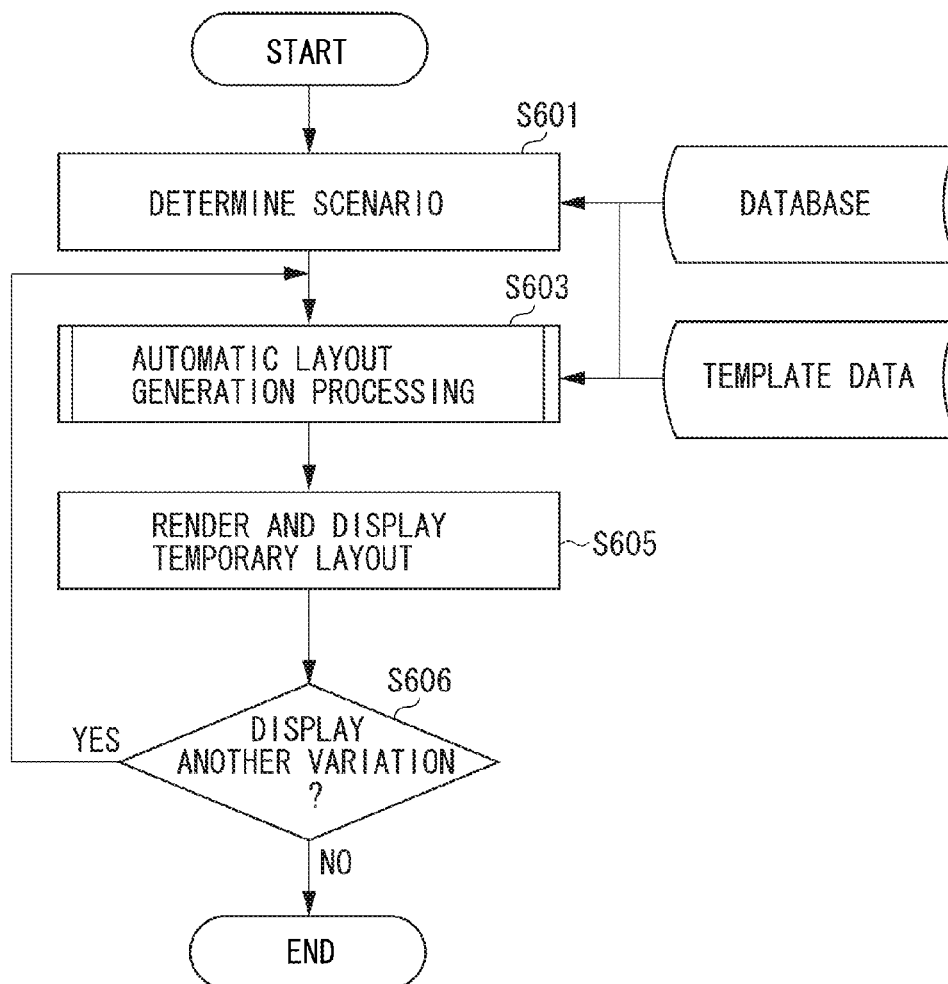 START
S601
DETERMINE SCENARIO
DATABASE
S603
AUTOMATIC LAYOUT
GENERATION PROCESSING
TEMPLATE DATA
RENDER AND DISPLAY
TEMPORARY LAYOUT
S605
S606
YES
DISPLAY
ANOTHER VARIATION
?
NO
END